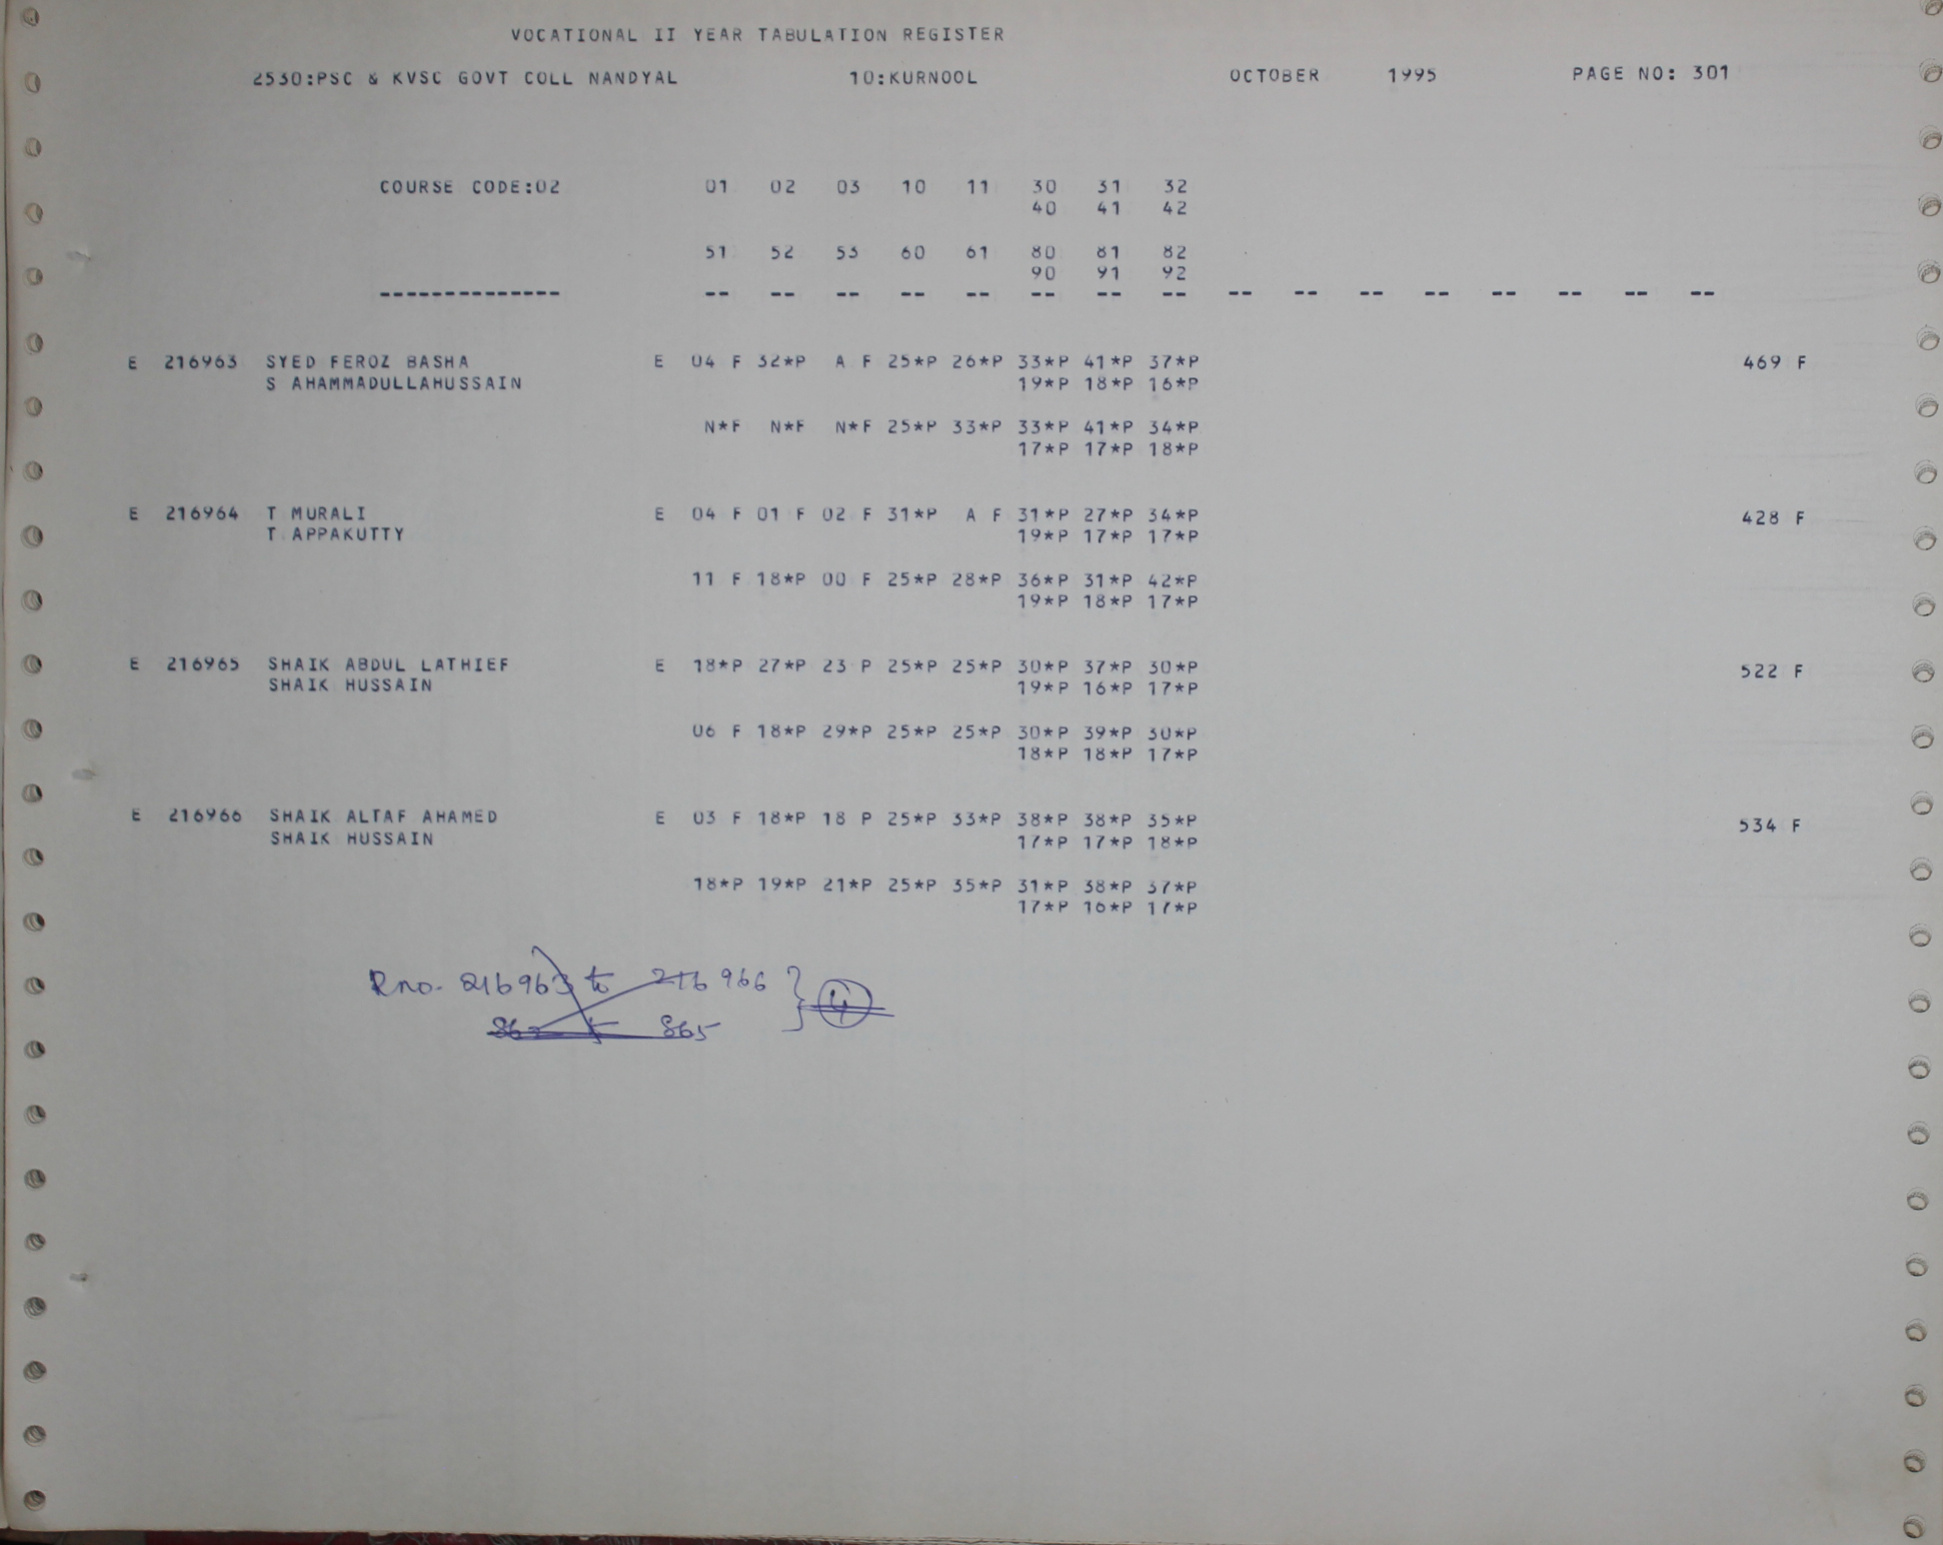 VOCATIONAL II YEAR TABULATION REGISTER
2530:PSC & KVSC GOVT COLL NANDYAL 10:KURNOOL OCTOBER 1995 PAGE NO: 301
COURSE CODE:02 01 02 03 10 11 30 31 32
40 41 42
51 52 53 60 61 80 81 82
90 91 92
-------------- -- -- -- -- -- -- -- -- -- -- -- -- -- -- -- --
E 216963 SYED FEROZ BASHA E 04 F 32*P A F 25*P 26*P 33*P 41*P 37*P 469 F
S AHAMMADULLAHUSSAIN 19*P 18*P 16*P
N*F N*F N*F 25*P 33*P 33*P 41*P 34*P
17*P 17*P 18*P
E 216964 T MURALI E 04 F 01 F 02 F 31*P A F 31*P 27*P 34*P 428 F
T APPAKUTTY 19*P 17*P 17*P
11 F 18*P 00 F 25*P 28*P 36*P 31*P 42*P
19*P 18*P 17*P
E 216965 SHAIK ABDUL LATHIEF E 18*P 27*P 23 P 25*P 25*P 30*P 37*P 30*P 522 F
SHAIK HUSSAIN 19*P 16*P 17*P
06 F 18*P 29*P 25*P 25*P 30*P 39*P 30*P
18*P 18*P 17*P
E 216966 SHAIK ALTAF AHAMED E 03 F 18*P 18 P 25*P 33*P 38*P 38*P 35*P 534 F
SHAIK HUSSAIN 17*P 17*P 18*P
18*P 19*P 21*P 25*P 35*P 31*P 38*P 37*P
17*P 16*P 17*P
Rno. 216963 to 216966 } 4
865